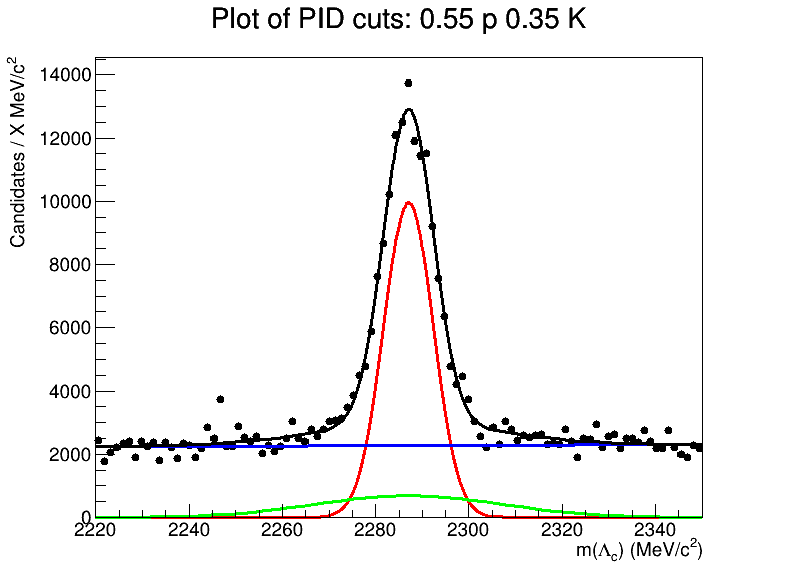 Plot of PID cuts: 0.55 p 0.35 K
Candidates / X MeV/c²
14000
12000
10000
8000
6000
4000
2000
0
2220 2240 2260 2280 2300 2320 2340
m(Λc) (MeV/c²)